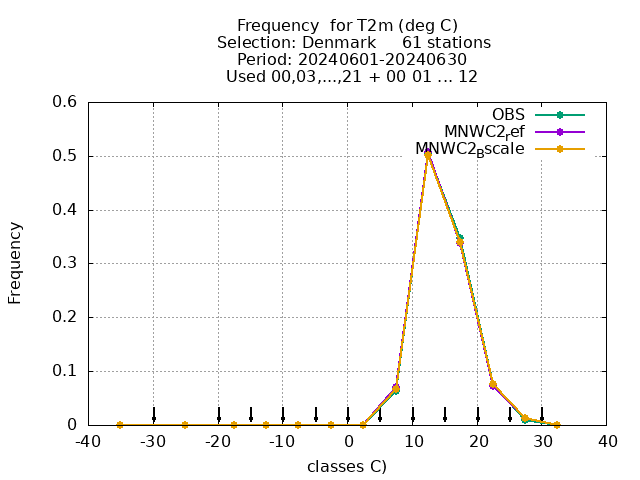 Frequency  for T2m (deg C)
Selection: Denmark     61 stations
Period: 20240601-20240630
Used 00,03,...,21 + 00 01 ... 12
OBS
MNWC2ref
MNWC2Bscale
0.6
0.5
0.4
0.3
0.2
0.1
0
Frequency
-40 -30 -20 -10 0 10 20 30 40
classes C)